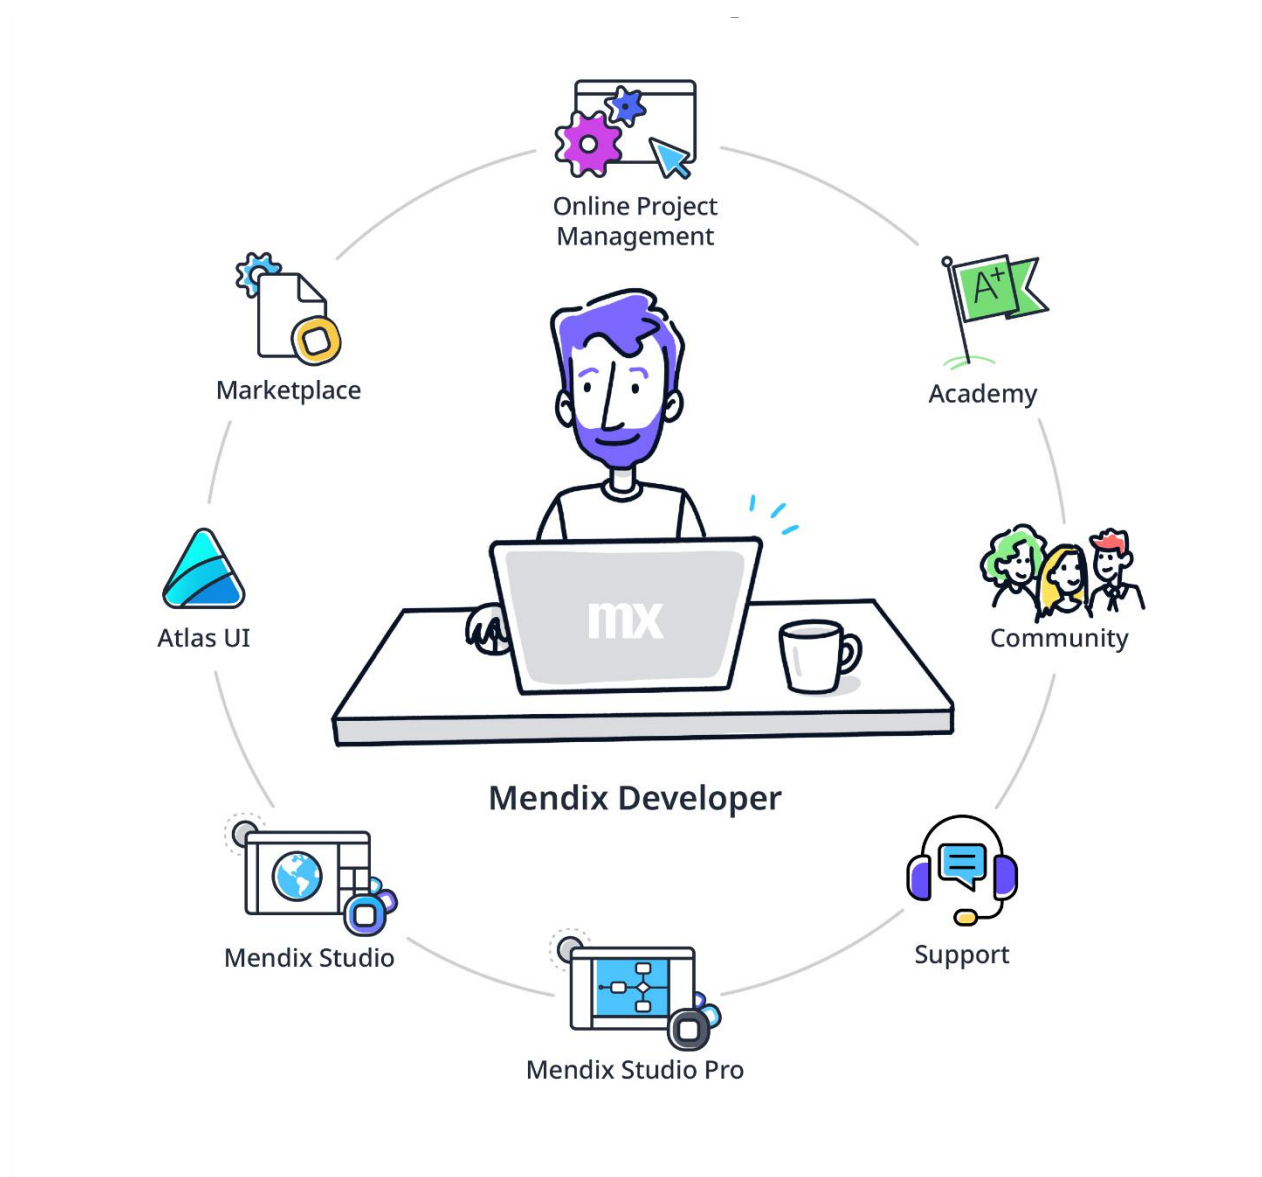 Online Project
Management
A+
Academy
Marketplace
Community
Atlas UI
mx
Mendix Developer
Mendix Studio
Support
Mendix Studio Pro